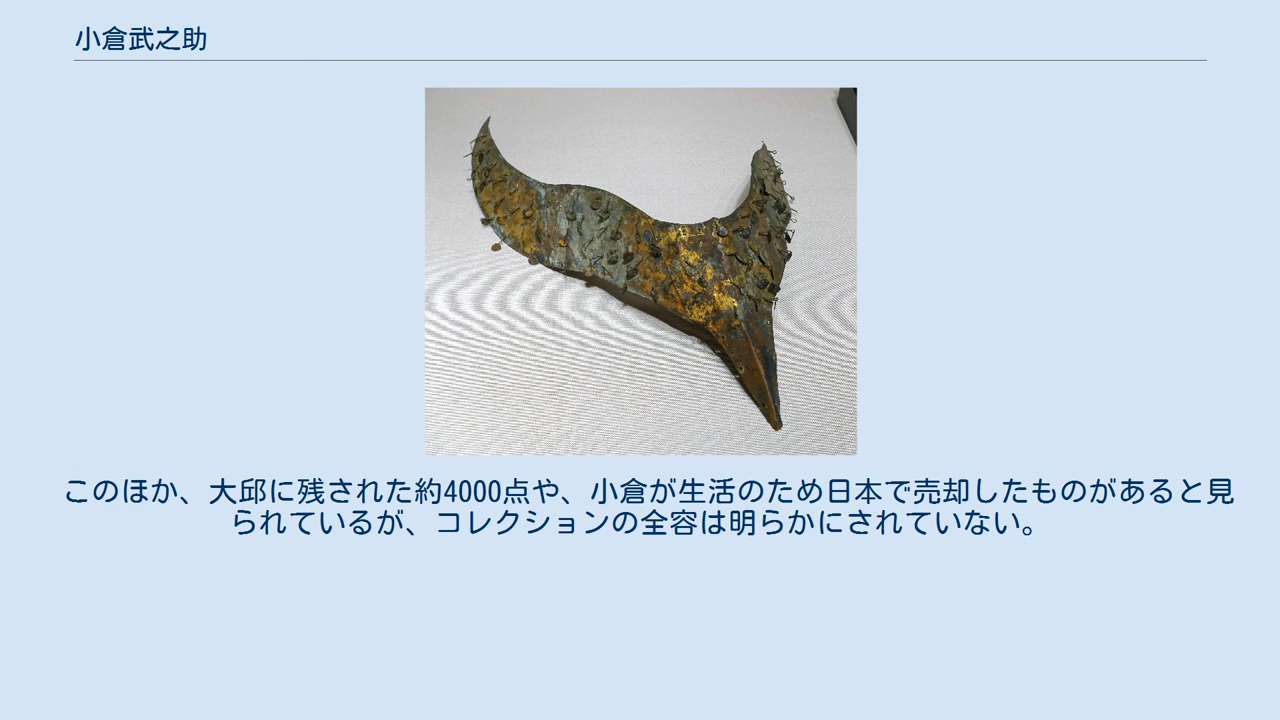 小倉武之助
このほか、大邱に残された約4000点や、小倉が生活のため日本で売却したものがあると見
られているが、コレクションの全容は明らかにされていない。